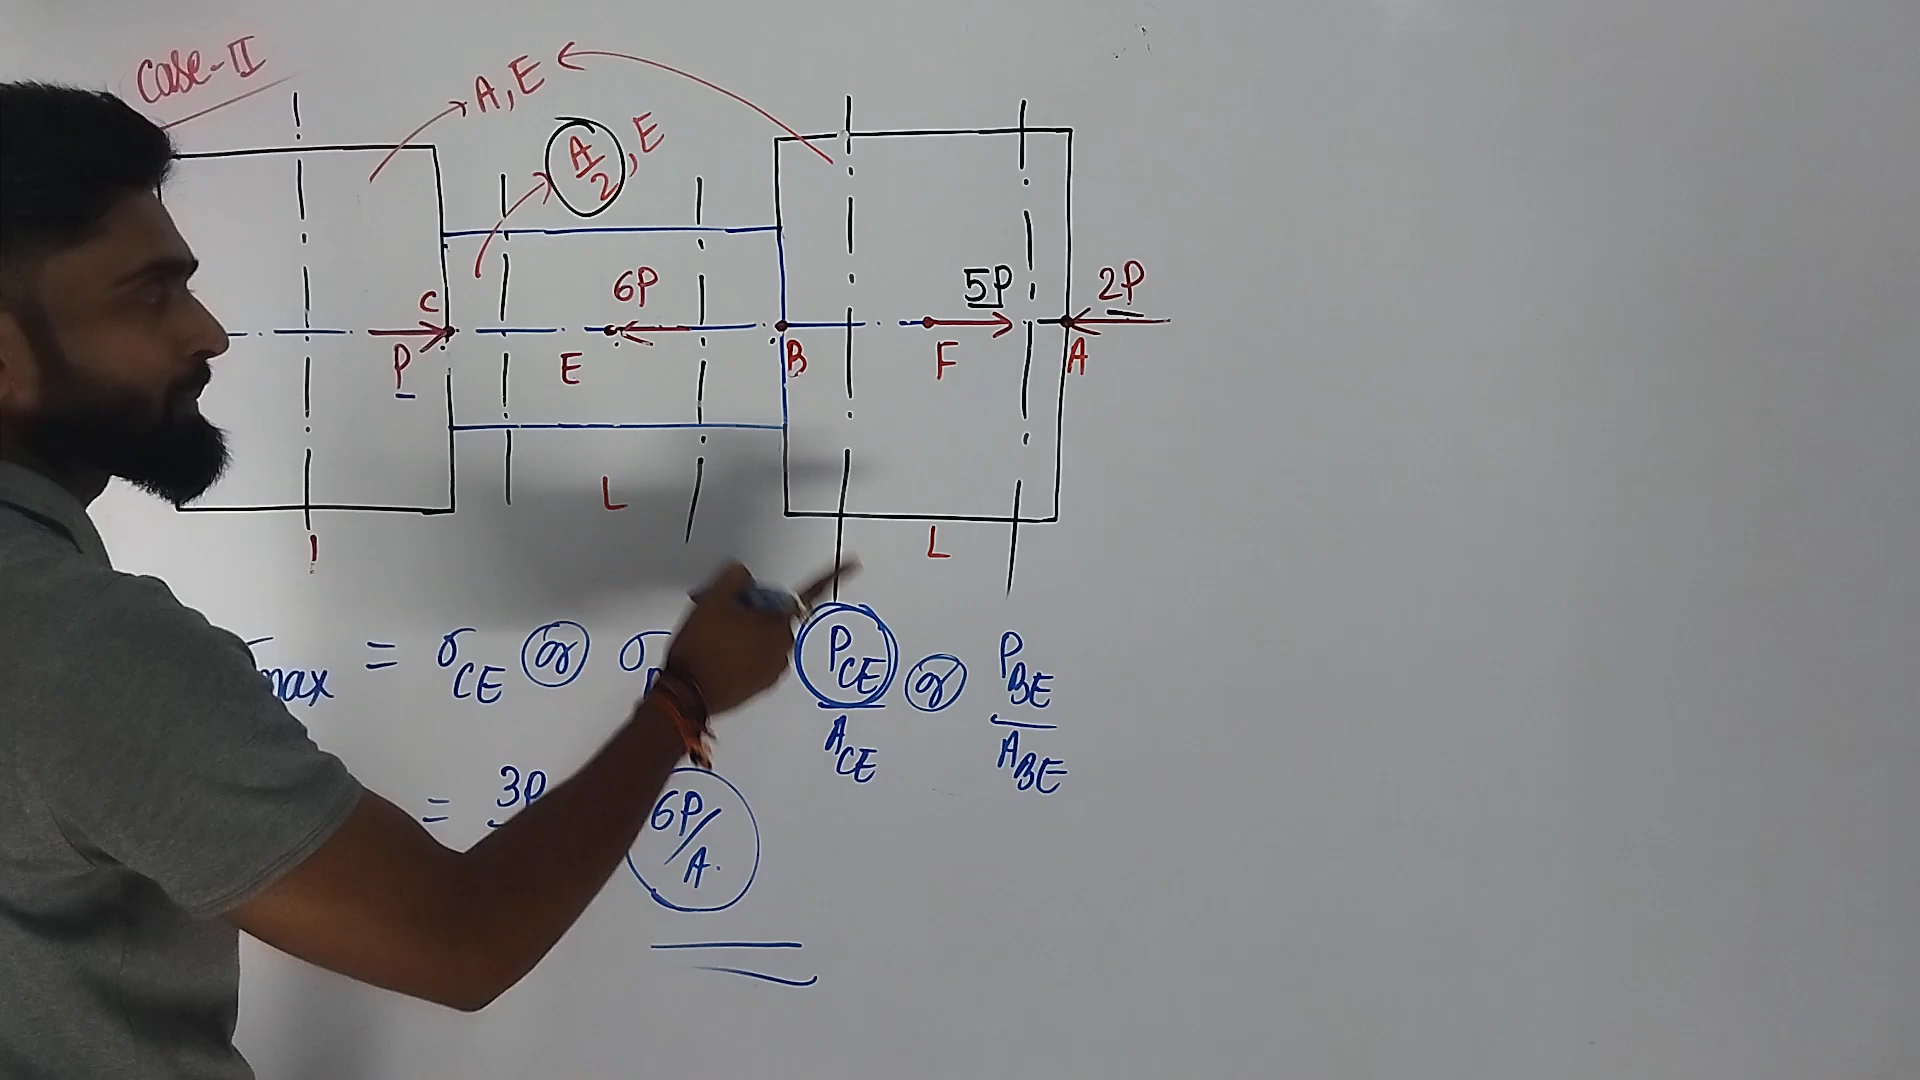 Case-II
A, E
A/2, E
6P
5P
2P
C
P
E
B
F
A
L
L
max = σCE or σ PCE/ACE or PBE/ABE
= 3P 6P/A.